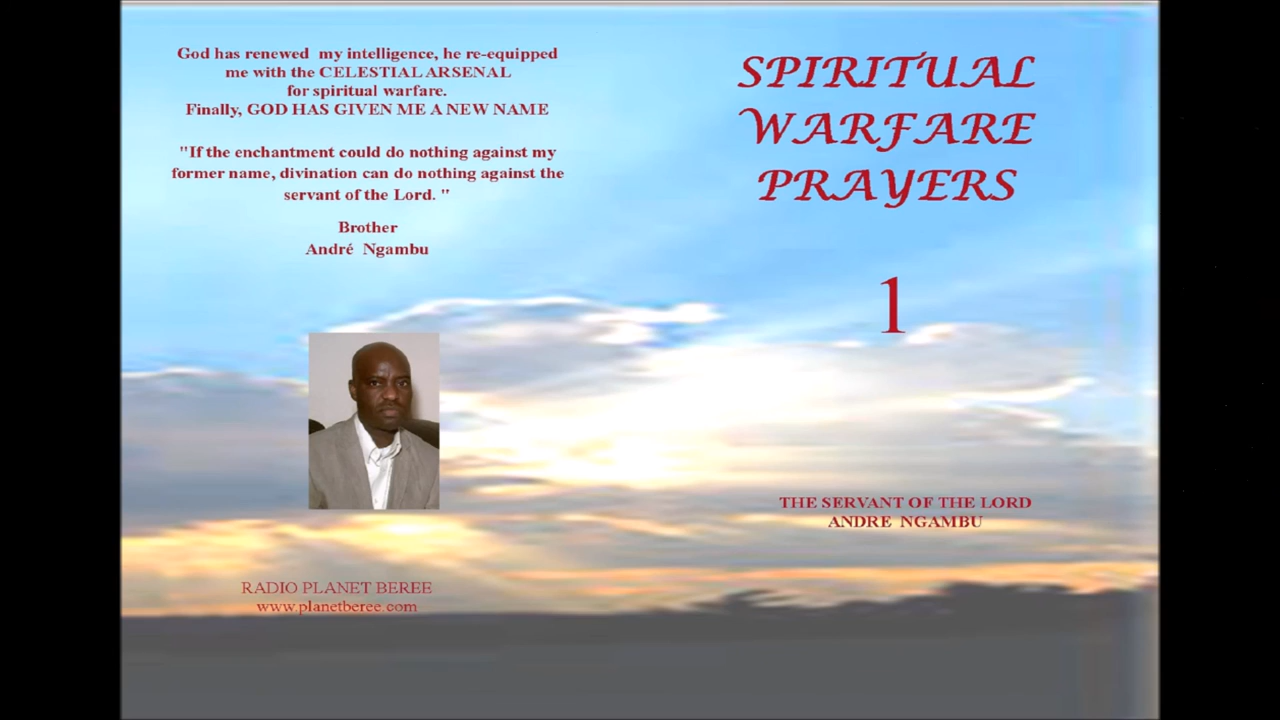 God has renewed my intelligence, he re-equipped
me with the CELESTIAL ARSENAL
for spiritual warfare.
Finally, GOD HAS GIVEN ME A NEW NAME
"If the enchantment could do nothing against my
former name, divination can do nothing against the
servant of the Lord. "
Brother
André Ngambu
RADIO PLANET BEREE
www.planetberee.com
SPIRITUAL
WARFARE
PRAYERS
1
THE SERVANT OF THE LORD
ANDRE NGAMBU